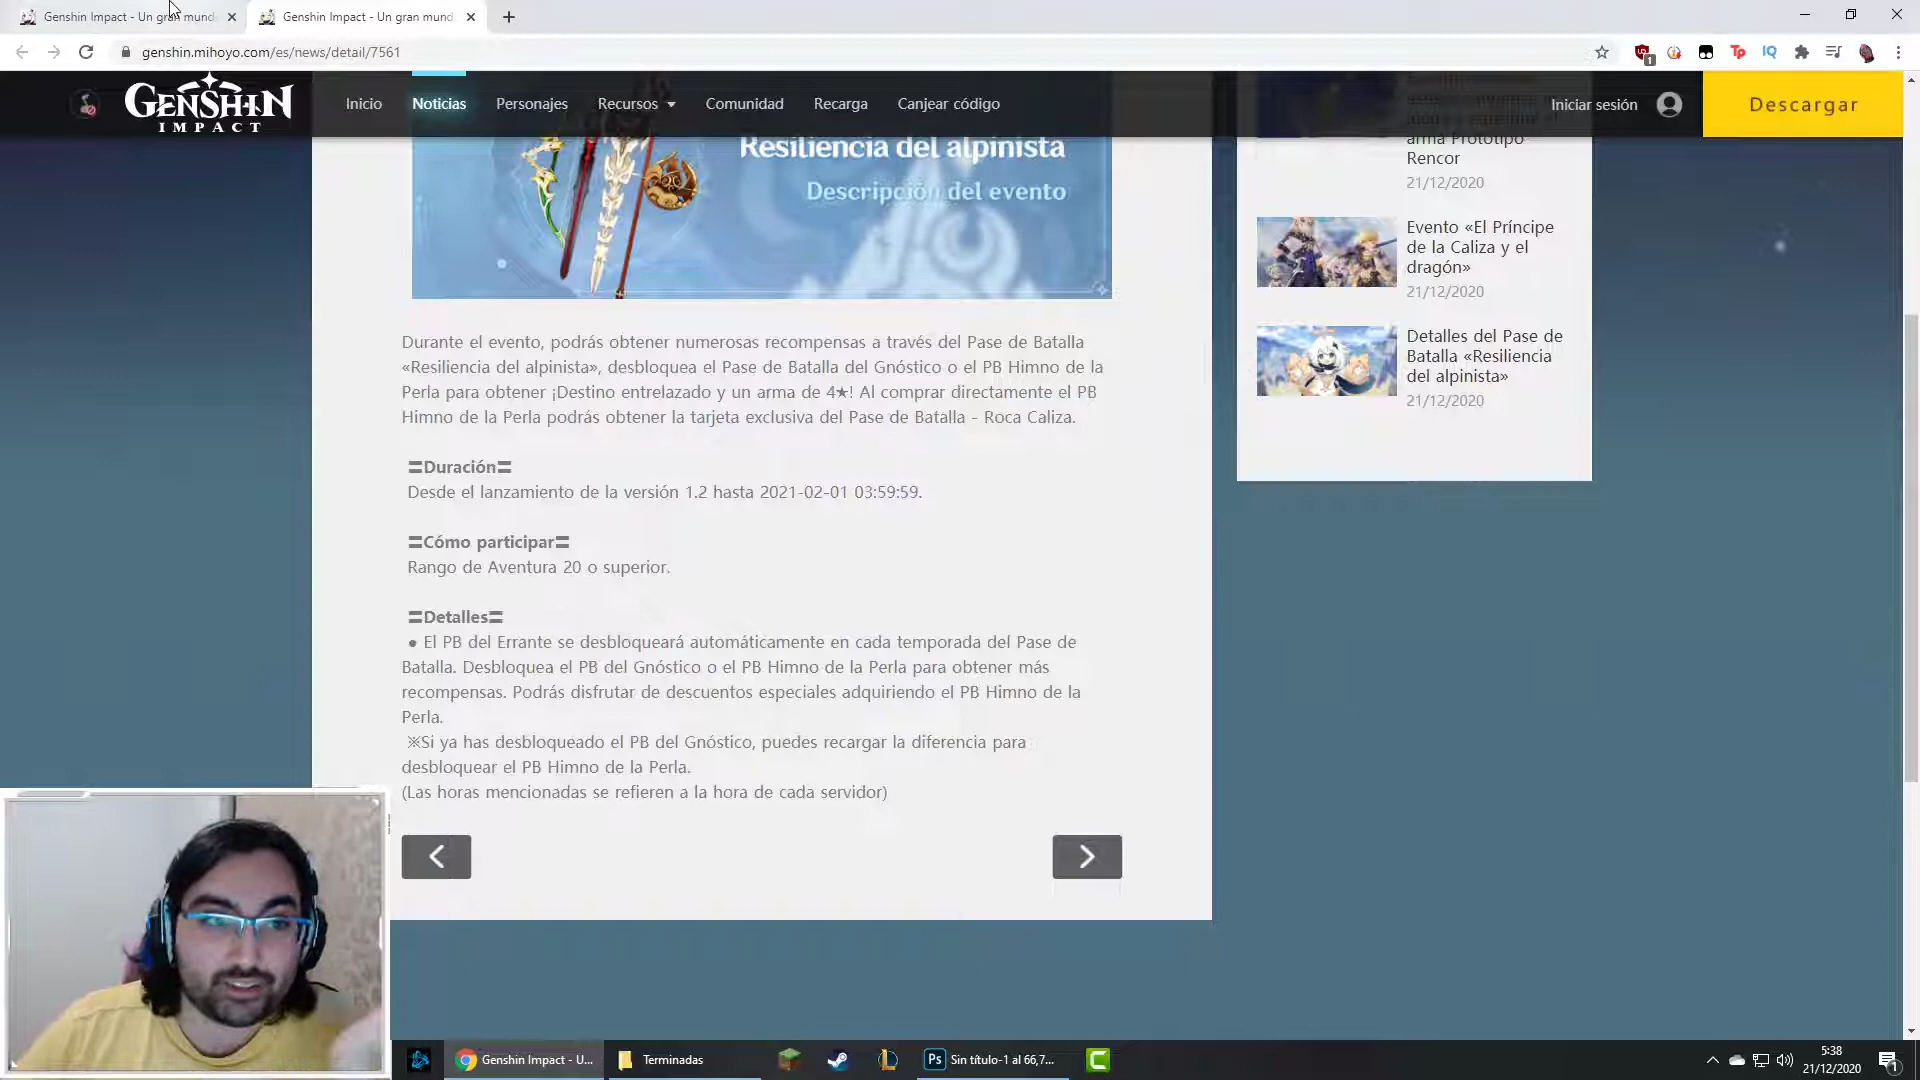 Genshin Impact - Un gran mund
Genshin Impact - Un gran mund
genshin.mihoyo.com/es/news/detail/7561
1
Tp
IQ
GENSHIN
IMPACT
Inicio
Noticias
Personajes
Recursos
Comunidad
Recarga
Canjear código
Iniciar sesión
Descargar
Resiliencia del alpinista
Descripción del evento
arma Prototipo
Rencor
21/12/2020
Evento «El Príncipe
de la Caliza y el
dragón»
21/12/2020
Detalles del Pase de
Batalla «Resiliencia
del alpinista»
21/12/2020
Durante el evento, podrás obtener numerosas recompensas a través del Pase de Batalla
«Resiliencia del alpinista», desbloquea el Pase de Batalla del Gnóstico o el PB Himno de la
Perla para obtener ¡Destino entrelazado y un arma de 4★! Al comprar directamente el PB
Himno de la Perla podrás obtener la tarjeta exclusiva del Pase de Batalla - Roca Caliza.
〓Duración〓
Desde el lanzamiento de la versión 1.2 hasta 2021-02-01 03:59:59.
〓Cómo participar〓
Rango de Aventura 20 o superior.
〓Detalles〓
● El PB del Errante se desbloqueará automáticamente en cada temporada del Pase de
Batalla. Desbloquea el PB del Gnóstico o el PB Himno de la Perla para obtener más
recompensas. Podrás disfrutar de descuentos especiales adquiriendo el PB Himno de la
Perla.
※Si ya has desbloqueado el PB del Gnóstico, puedes recargar la diferencia para
desbloquear el PB Himno de la Perla.
(Las horas mencionadas se refieren a la hora de cada servidor)
Genshin Impact - U...
Terminadas
Ps
Sin título-1 al 66,7...
5:38
21/12/2020
1